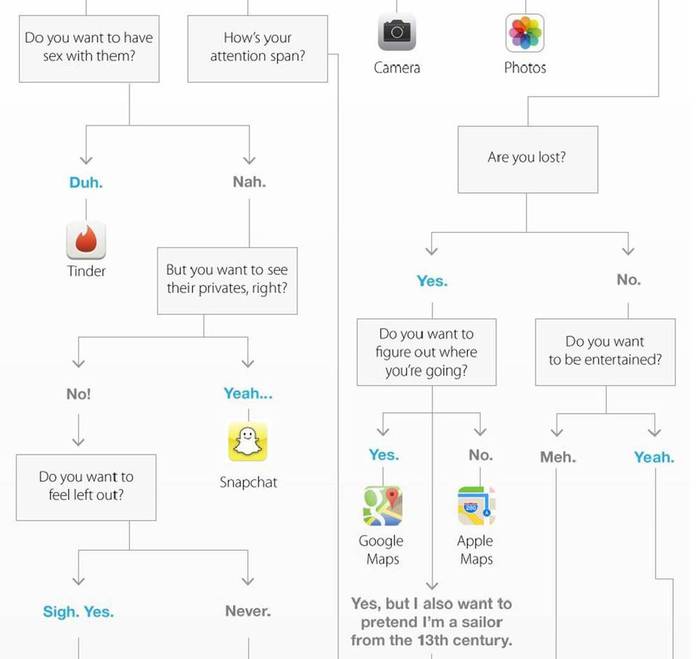 Do you want to have
sex with them?
How's your
attention span?
Camera
Photos
Are you lost?
Duh.
Nah.
Tinder
But you want to see
their privates, right?
Yes.
No.
Do you want to
figure out where
you're going?
Do you want
to be entertained?
No!
Yeah...
Snapchat
Yes.
No.
Meh.
Yeah.
Do you want to
feel left out?
280
Google
Maps
Apple
Maps
Sigh. Yes.
Never.
Yes, but I also want to
pretend I'm a sailor
from the 13th century.